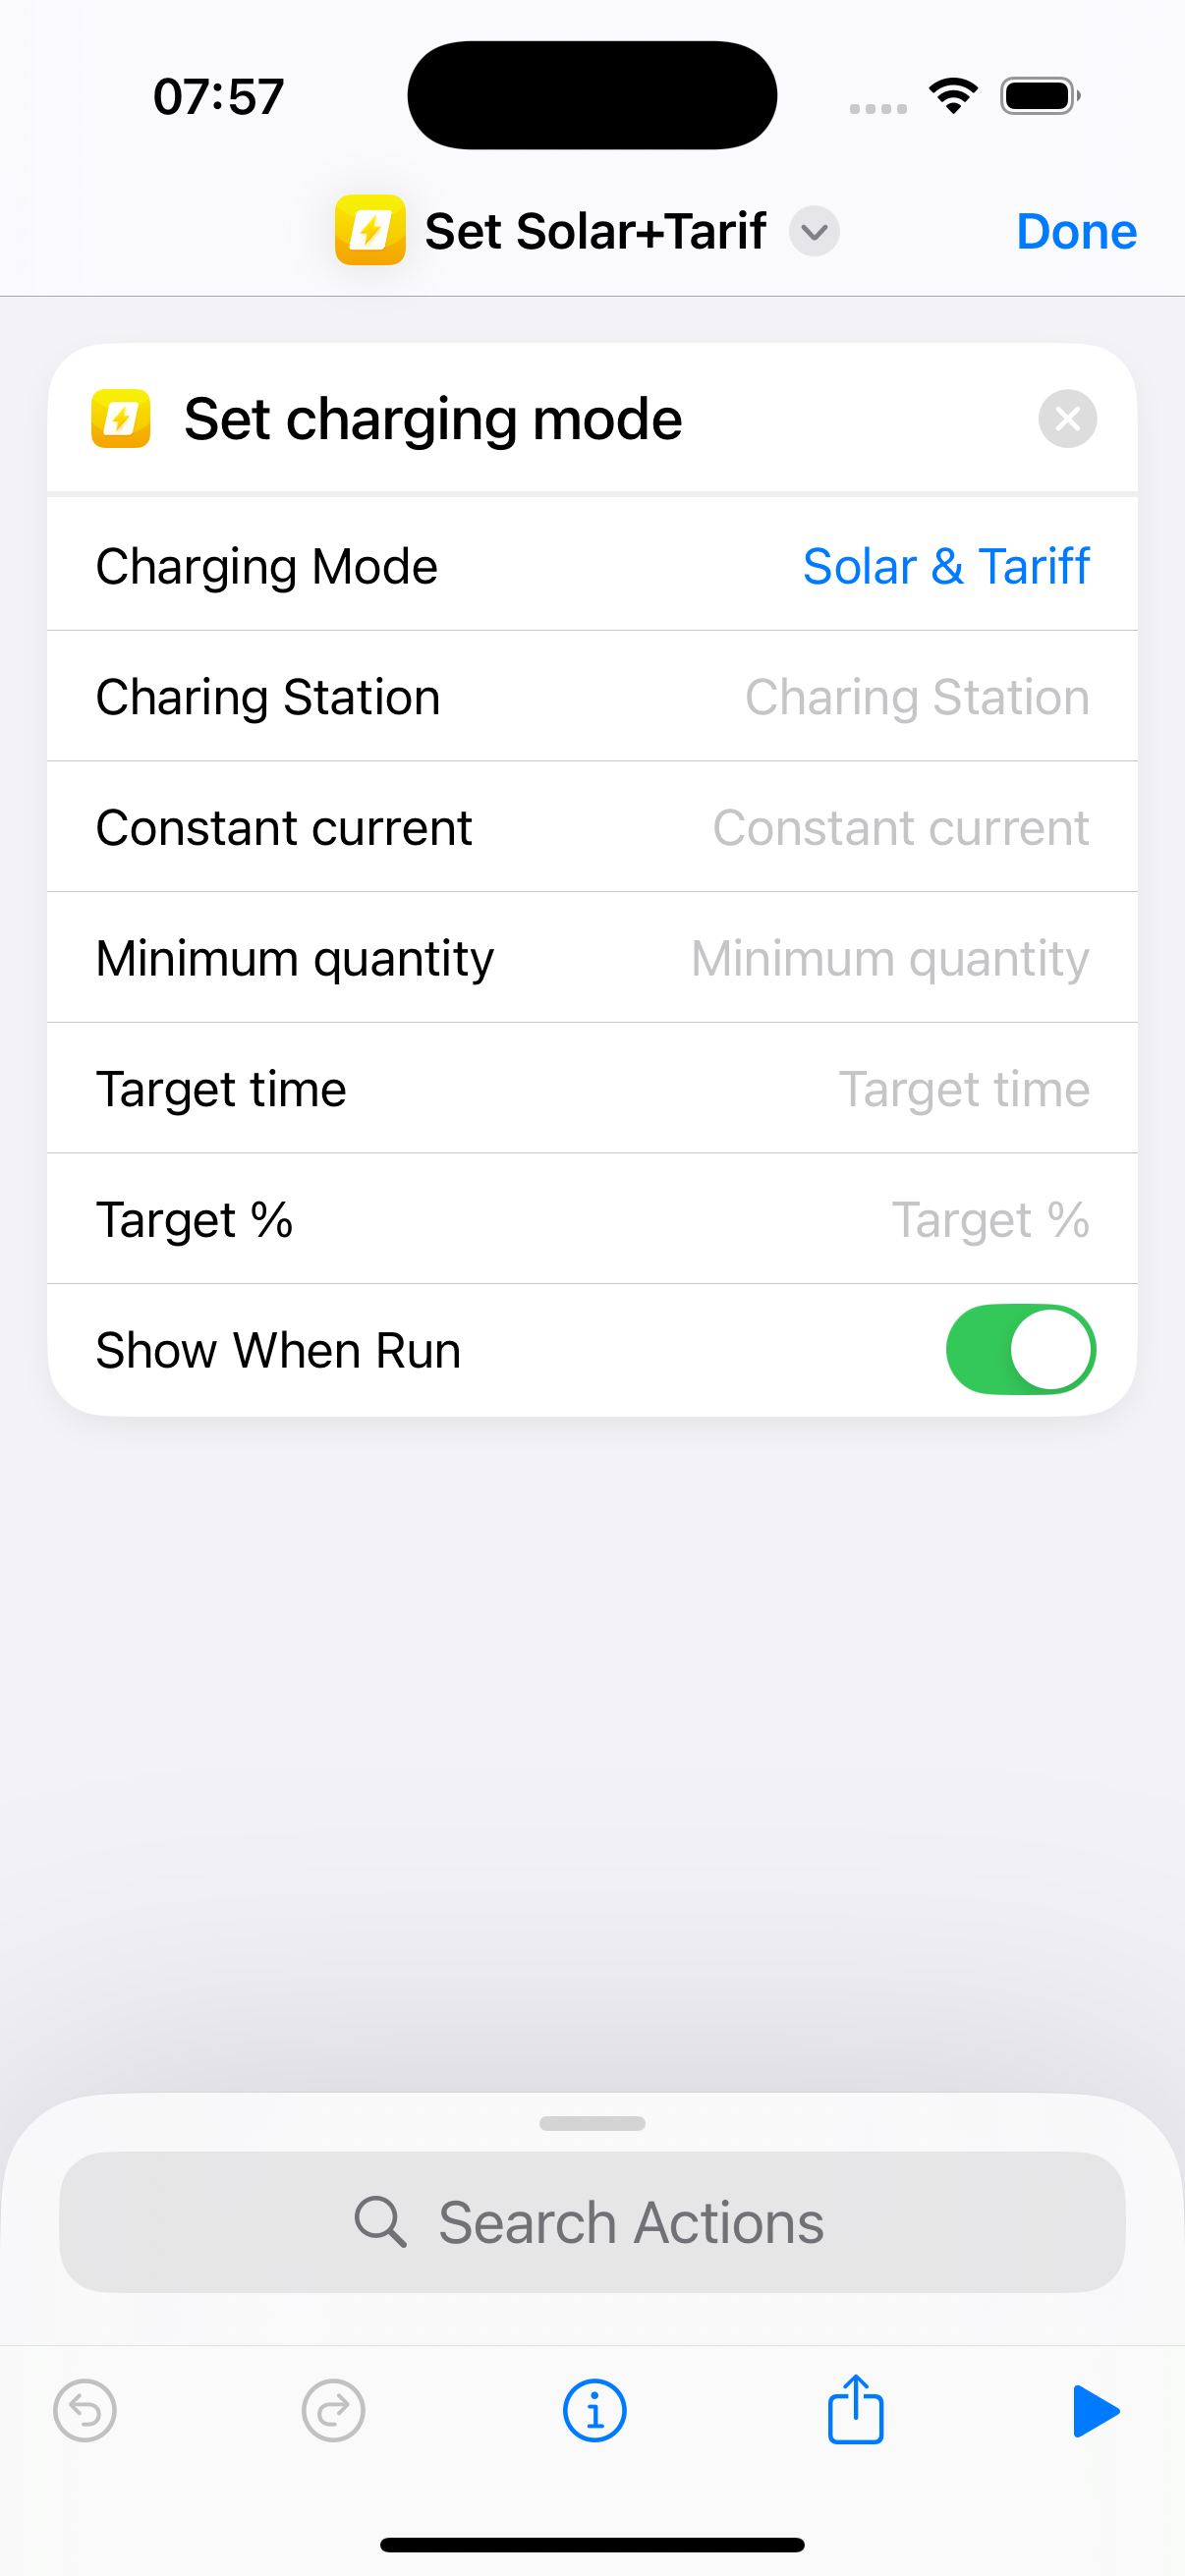 07:57
Set Solar+Tarif
Done
Set charging mode
Charging Mode Solar & Tariff
Charing Station Charing Station
Constant current Constant current
Minimum quantity Minimum quantity
Target time Target time
Target % Target %
Show When Run
Search Actions